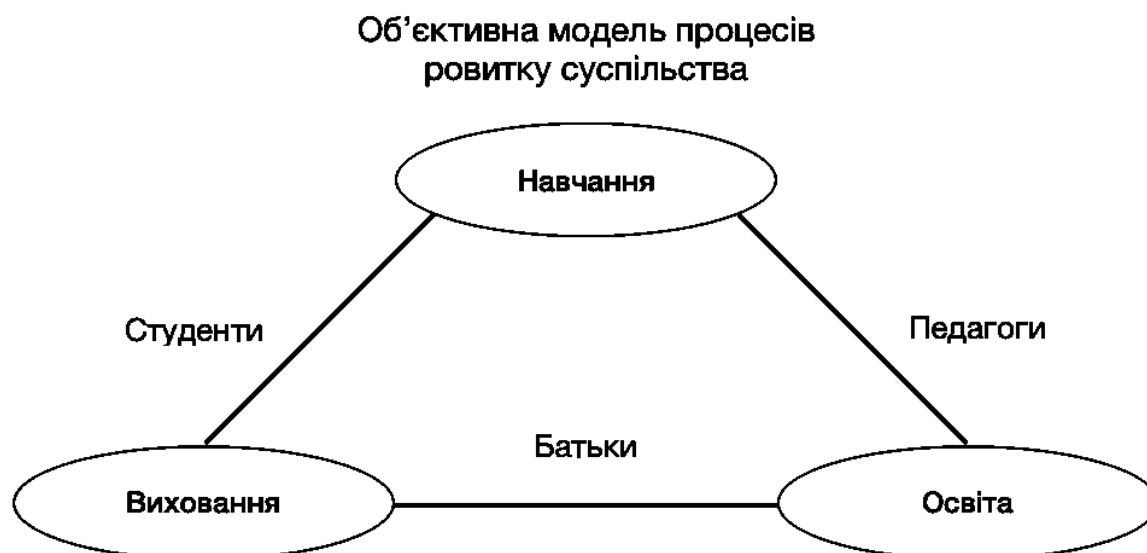 Об’єктивна модель процесів
ровитку суспільства
Навчання
Студенти
Педагоги
Батьки
Виховання
Освіта